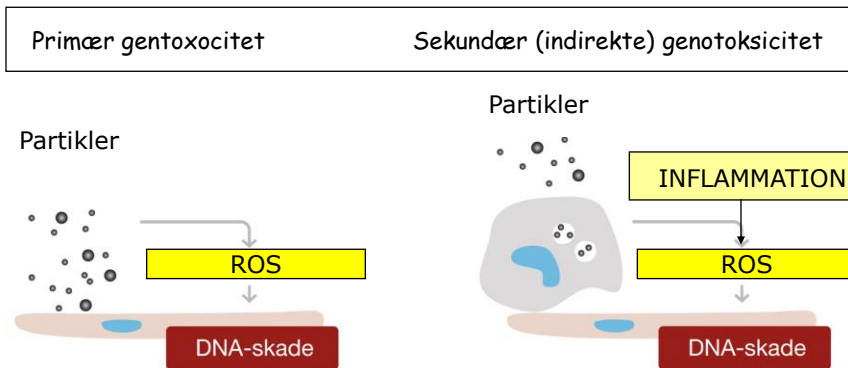 Primær gentoxocitet
Sekundær (indirekte) genotoksicitet
Partikler
ROS
DNA-skade
Partikler
INFLAMMATION
ROS
DNA-skade